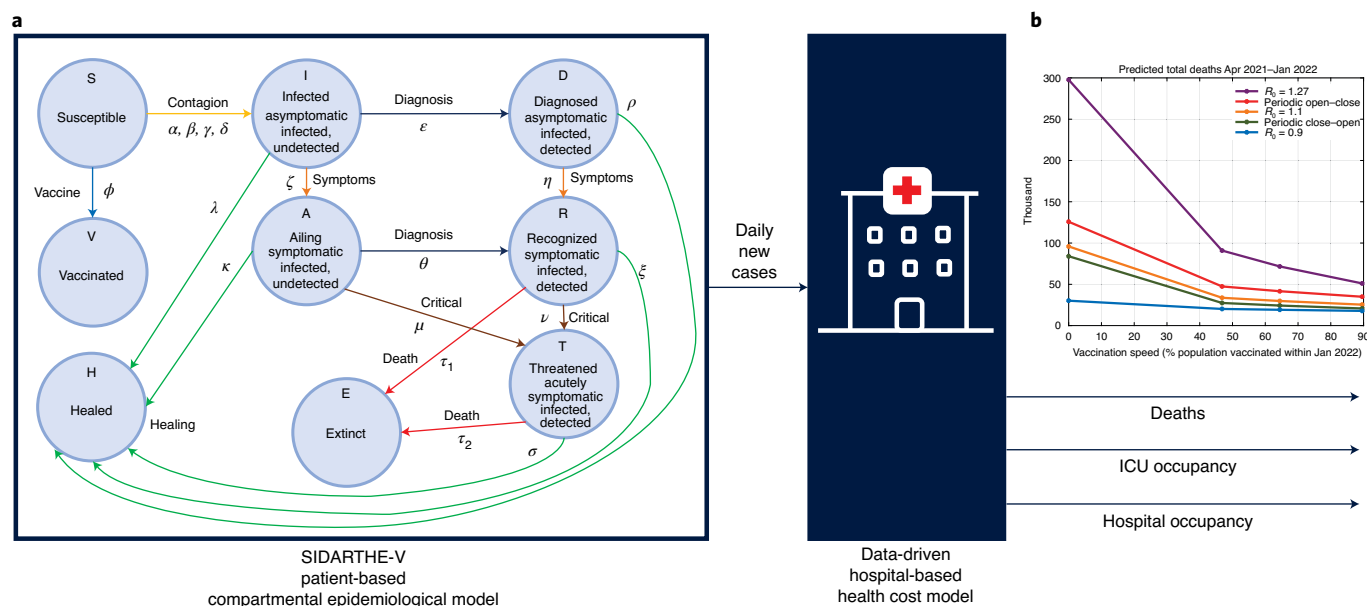 a
S
Susceptible
Contagion
α, β, γ, δ
I
Infected
asymptomatic
infected,
undetected
Diagnosis
ε
D
Diagnosed
asymptomatic
infected,
detected
ρ
Vaccine
ϕ
ζ
Symptoms
η
Symptoms
V
Vaccinated
λ
κ
A
Ailing
symptomatic
infected,
undetected
Diagnosis
θ
R
Recognized
symptomatic
infected,
detected
ξ
Critical
μ
ν
Critical
Death
τ1
T
Threatened
acutely
symptomatic
infected,
detected
H
Healed
Healing
E
Extinct
Death
τ2
σ
SIDARTHE-V
patient-based
compartmental epidemiological model
Daily
new
cases
Data-driven
hospital-based
health cost model
b
Predicted total deaths Apr 2021–Jan 2022
300
250
200
150
100
50
0
Thousand
R0 = 1.27
Periodic open–close
R0 = 1.1
Periodic close–open
R0 = 0.9
0 10 20 30 40 50 60 70 80 90
Vaccination speed (% population vaccinated within Jan 2022)
Deaths
ICU occupancy
Hospital occupancy